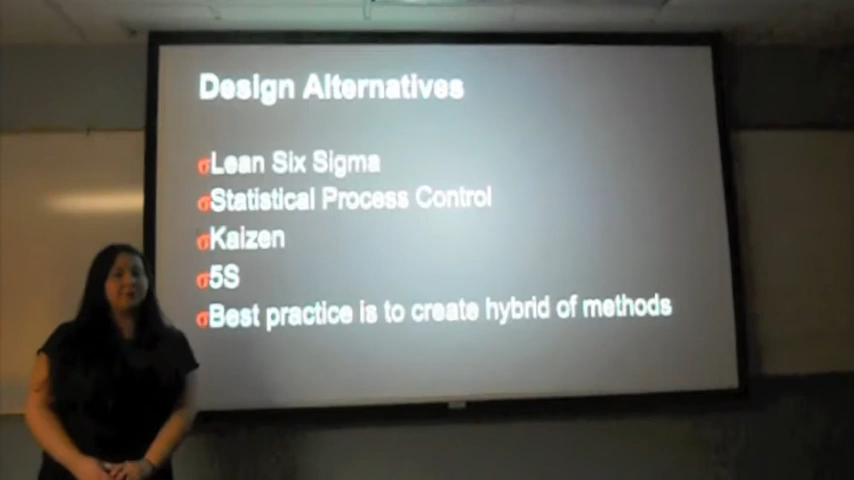 Design Alternatives
σLean Six Sigma
σStatistical Process Control
σKaizen
σ5S
σBest practice is to create hybrid of methods